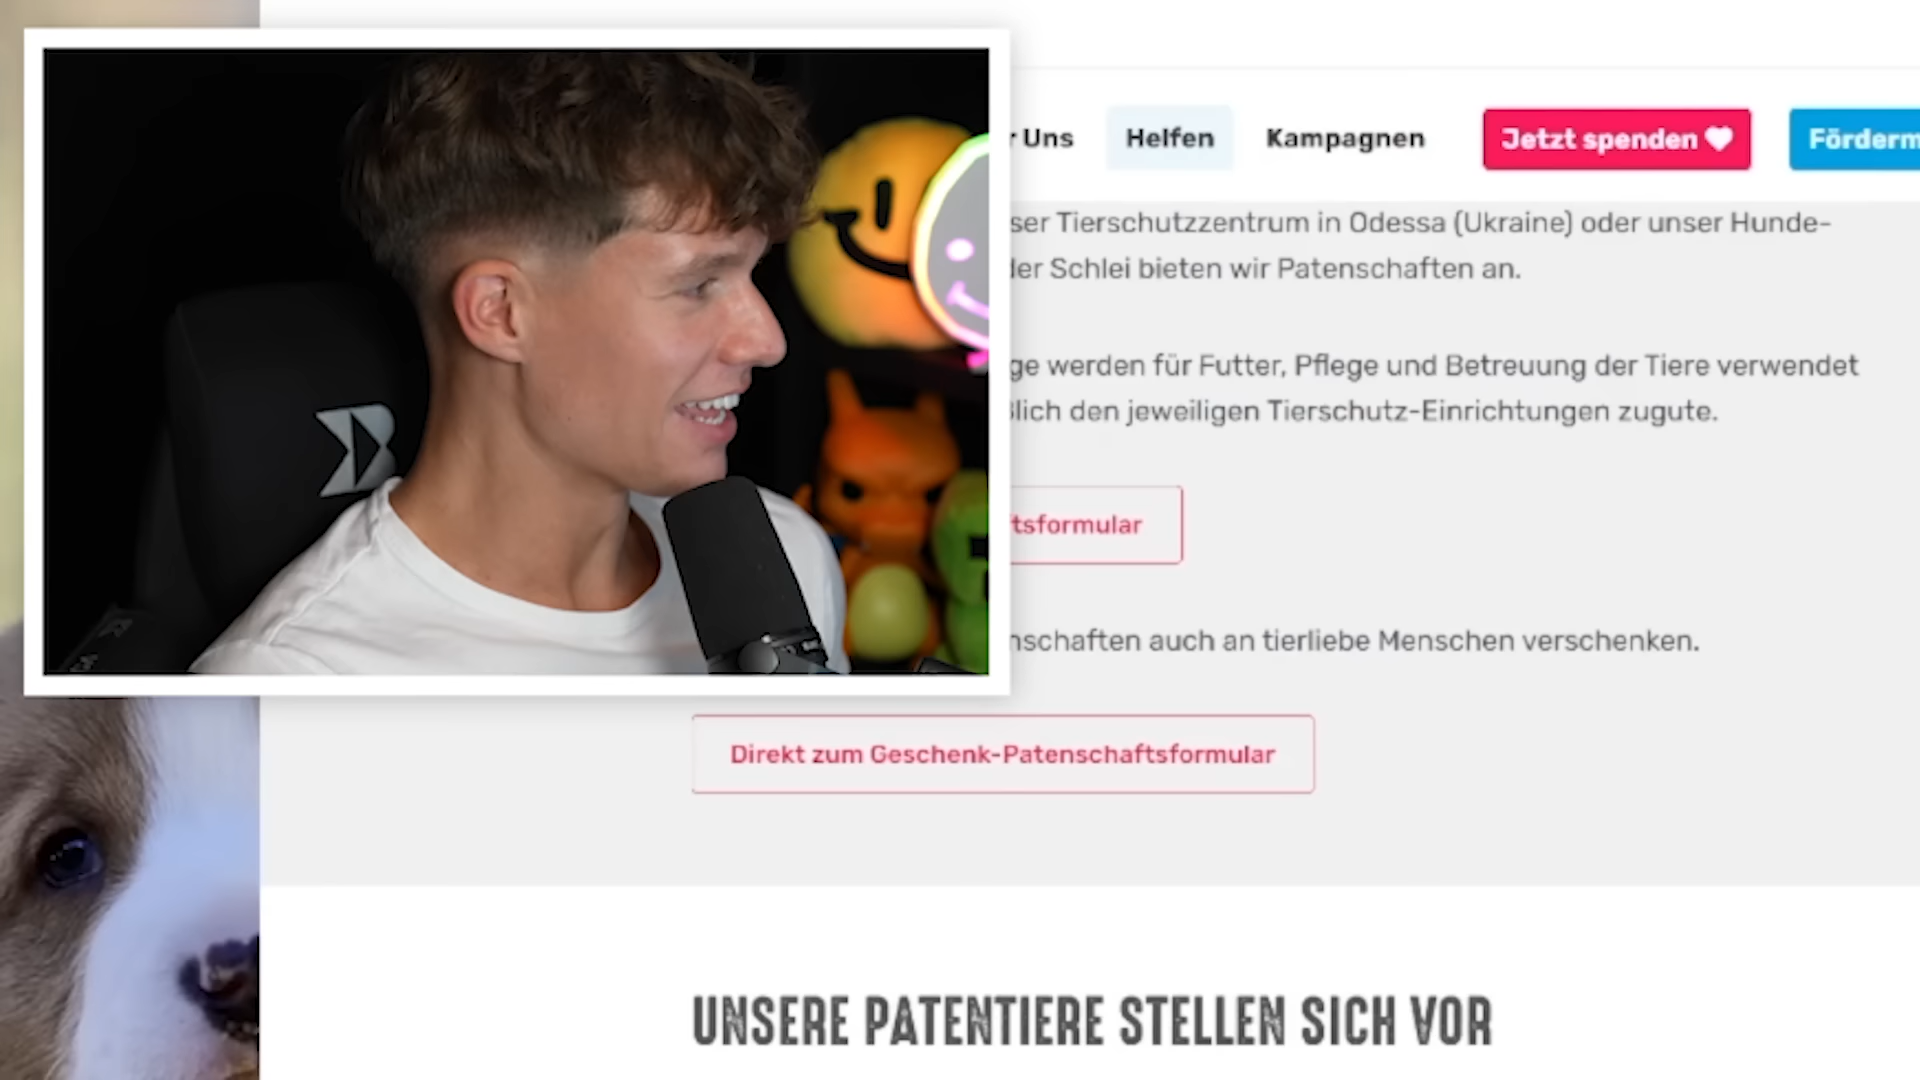 Uns Helfen Kampagnen Jetzt spenden Förderm
ser Tierschutzzentrum in Odessa (Ukraine) oder unser Hunde-
der Schlei bieten wir Patenschaften an.
ge werden für Futter, Pflege und Betreuung der Tiere verwendet
lich den jeweiligen Tierschutz-Einrichtungen zugute.
tsformular
nschaften auch an tierliebe Menschen verschenken.
Direkt zum Geschenk-Patenschaftsformular
UNSERE PATENTIERE STELLEN SICH VOR